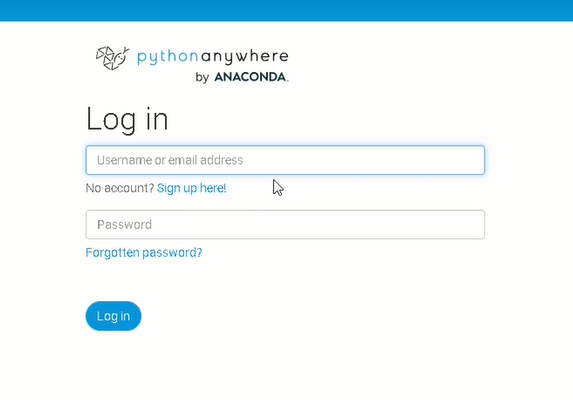 pythonanywhere
by ANACONDA.
Log in
Username or email address
No account? Sign up here!
Password
Forgotten password?
Log in